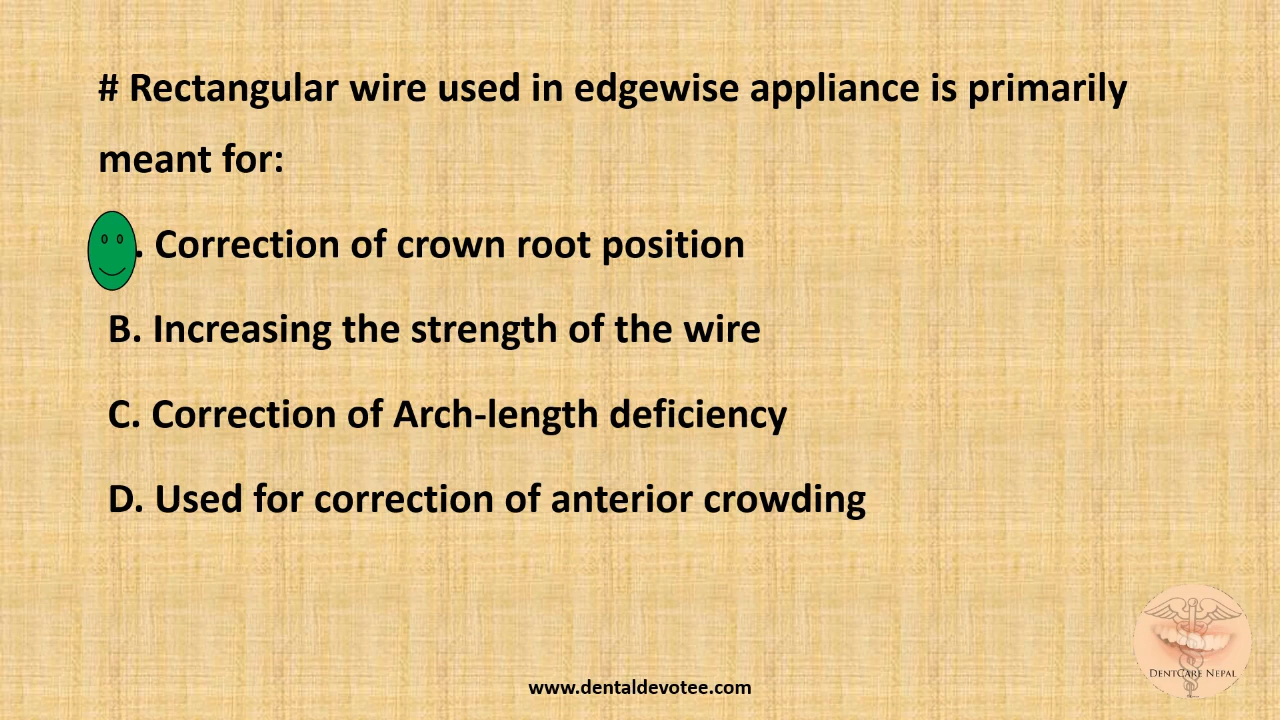 # Rectangular wire used in edgewise appliance is primarily
meant for:
. Correction of crown root position
B. Increasing the strength of the wire
C. Correction of Arch-length deficiency
D. Used for correction of anterior crowding
DENTCARE NEPAL
www.dentaldevotee.com